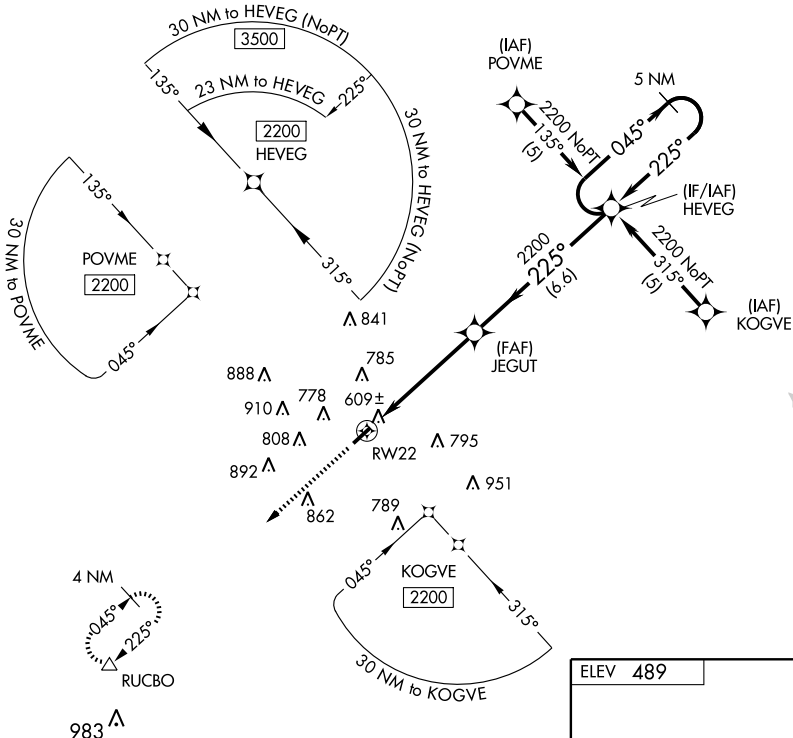 30 NM to HEVEG (NoPT)
3500
135°
23 NM to HEVEG
225°
2200
HEVEG
30 NM to HEVEG (NoPT)
315°
(IAF)
POVME
5 NM
2200 NoPT
135°
(5)
045°
225°
(IF/IAF)
HEVEG
2200 NoPT
315°
(5)
(IAF)
KOGVE
2200
225°
(6.6)
(FAF)
JEGUT
135°
POVME
2200
30 NM to POVME
045°
841
785
888
778
609±
910
808
795
RW22
892
951
862
789
045°
KOGVE
2200
315°
30 NM to KOGVE
4 NM
045°
225°
RUCBO
983
ELEV 489